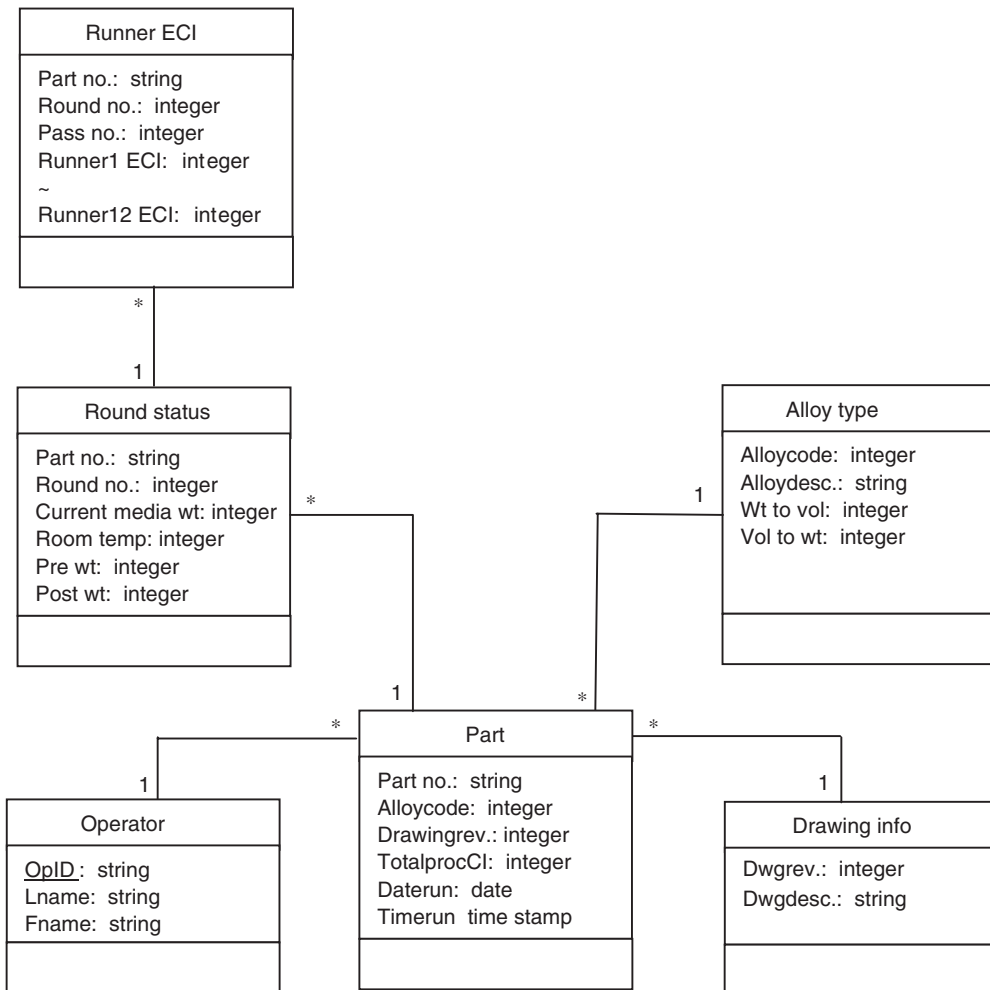 Runner ECI
Part no.: string
Round no.: integer
Pass no.: integer
Runner1 ECI: integer
~
Runner12 ECI: integer
*
1
Round status
Part no.: string
Round no.: integer
Current media wt: integer
Room temp: integer
Pre wt: integer
Post wt: integer
*
1
Alloy type
Alloycode: integer
Alloydesc.: string
Wt to vol: integer
Vol to wt: integer
1
*
Part
Part no.: string
Alloycode: integer
Drawingrev.: integer
TotalprocCI: integer
Daterun: date
Timerun time stamp
*
1
Operator
OpID : string
Lname: string
Fname: string
*
1
Drawing info
Dwgrev.: integer
Dwgdesc.: string